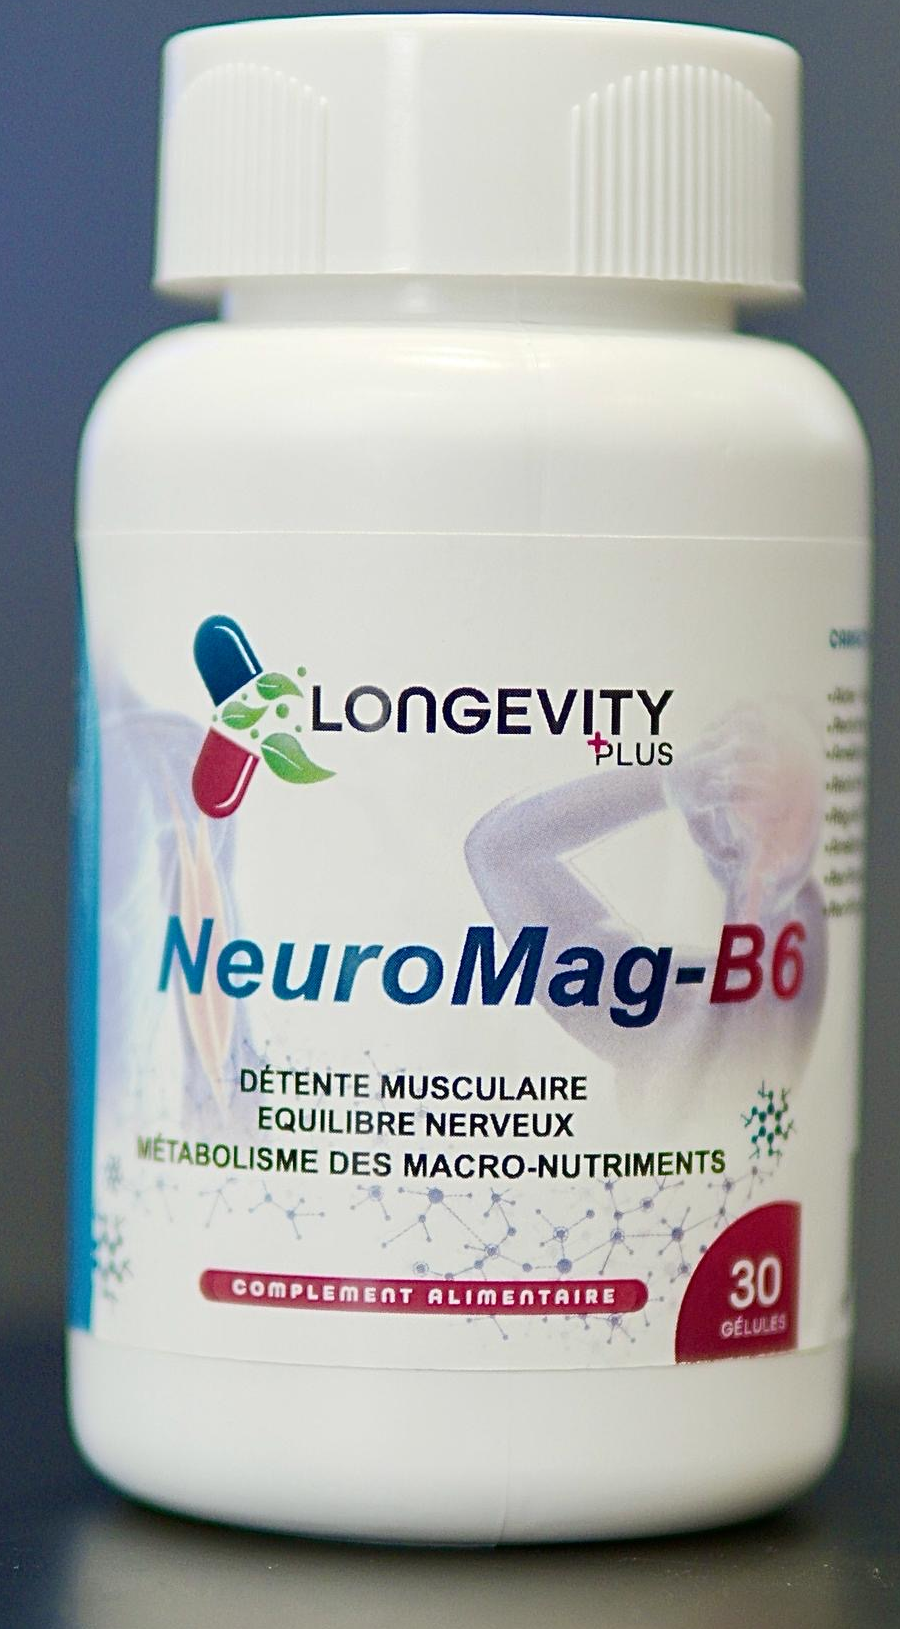 LONGEVITY
+PLUS
NeuroMag-B6
DÉTENTE MUSCULAIRE
EQUILIBRE NERVEUX
MÉTABOLISME DES MACRO-NUTRIMENTS
COMPLEMENT ALIMENTAIRE
30
GÉLULES